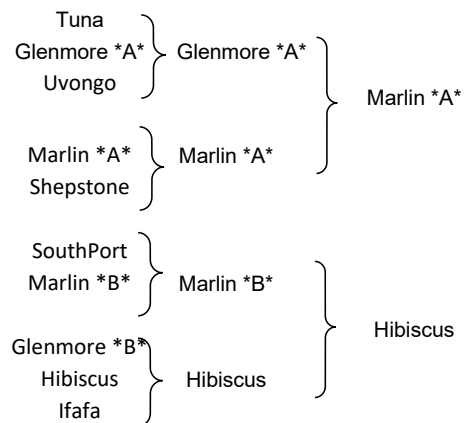 Tuna
Glenmore *A*
Uvongo
Glenmore *A*
Marlin *A*
Marlin *A*
Shepstone
Marlin *A*
SouthPort
Marlin *B*
Marlin *B*
Glenmore *B*
Hibiscus
Ifafa
Hibiscus
Hibiscus